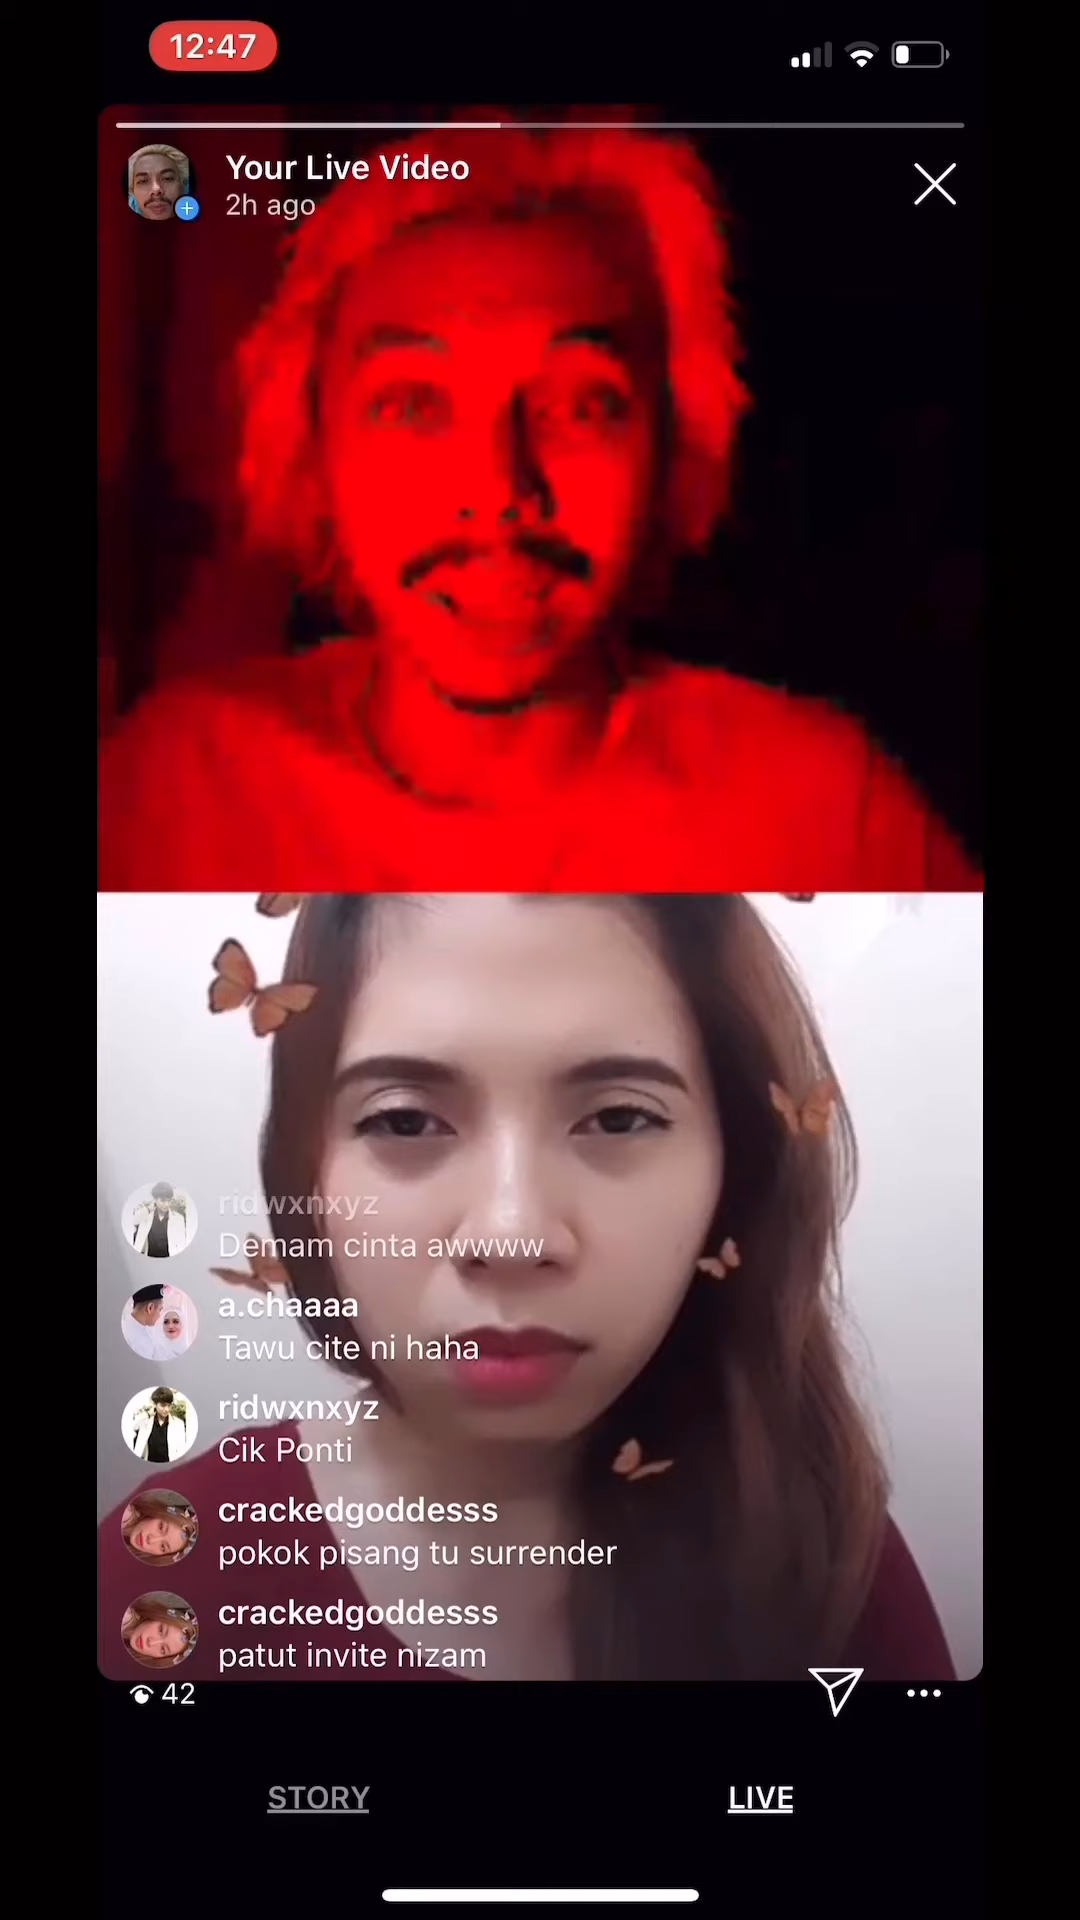 12:47
Your Live Video
2h ago
ridwxnxyz
Demam cinta awwww
a.chaaaa
Tawu cite ni haha
ridwxnxyz
Cik Ponti
crackedgoddesss
pokok pisang tu surrender
crackedgoddesss
patut invite nizam
42
STORY
LIVE